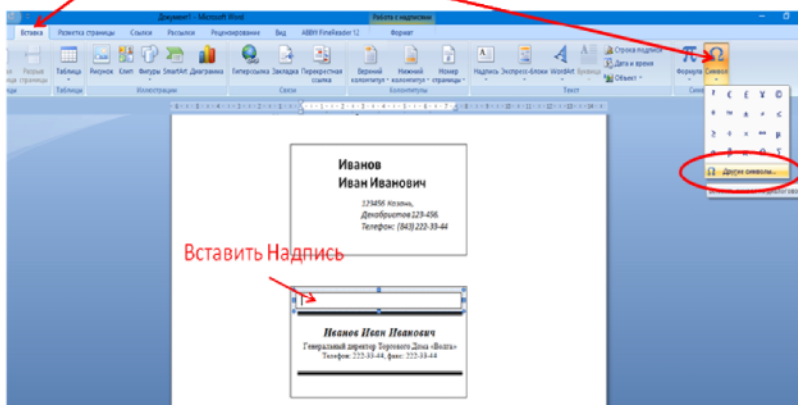 Документ1 - Microsoft Word
Работа с надписями
Вставка Разметка страницы Ссылки Рассылки Рецензирование Вид ABBYY FineReader 12 Формат
Разрыв страницы
Таблица
Рисунок Клип Фигуры SmartArt Диаграмма
Гиперссылка Закладка Перекрестная ссылка
Верхний колонтитул Нижний колонтитул Номер страницы
Надпись Экспресс-блоки WordArt Буквица
Строка подписи
Дата и время
Объект
Формула Символ
Таблицы Иллюстрации Связи Колонтитулы Текст
€ £ ¥ ©
Другие символы...
Иванов
Иван Иванович
123456 Казань,
Декабристов 123-456
Телефон: (843) 222-33-44
Вставить Надпись
Иванов Иван Иванович
Генеральный директор Торгового Дома «Волга»
Телефон: 222-33-44, факс: 222-33-44